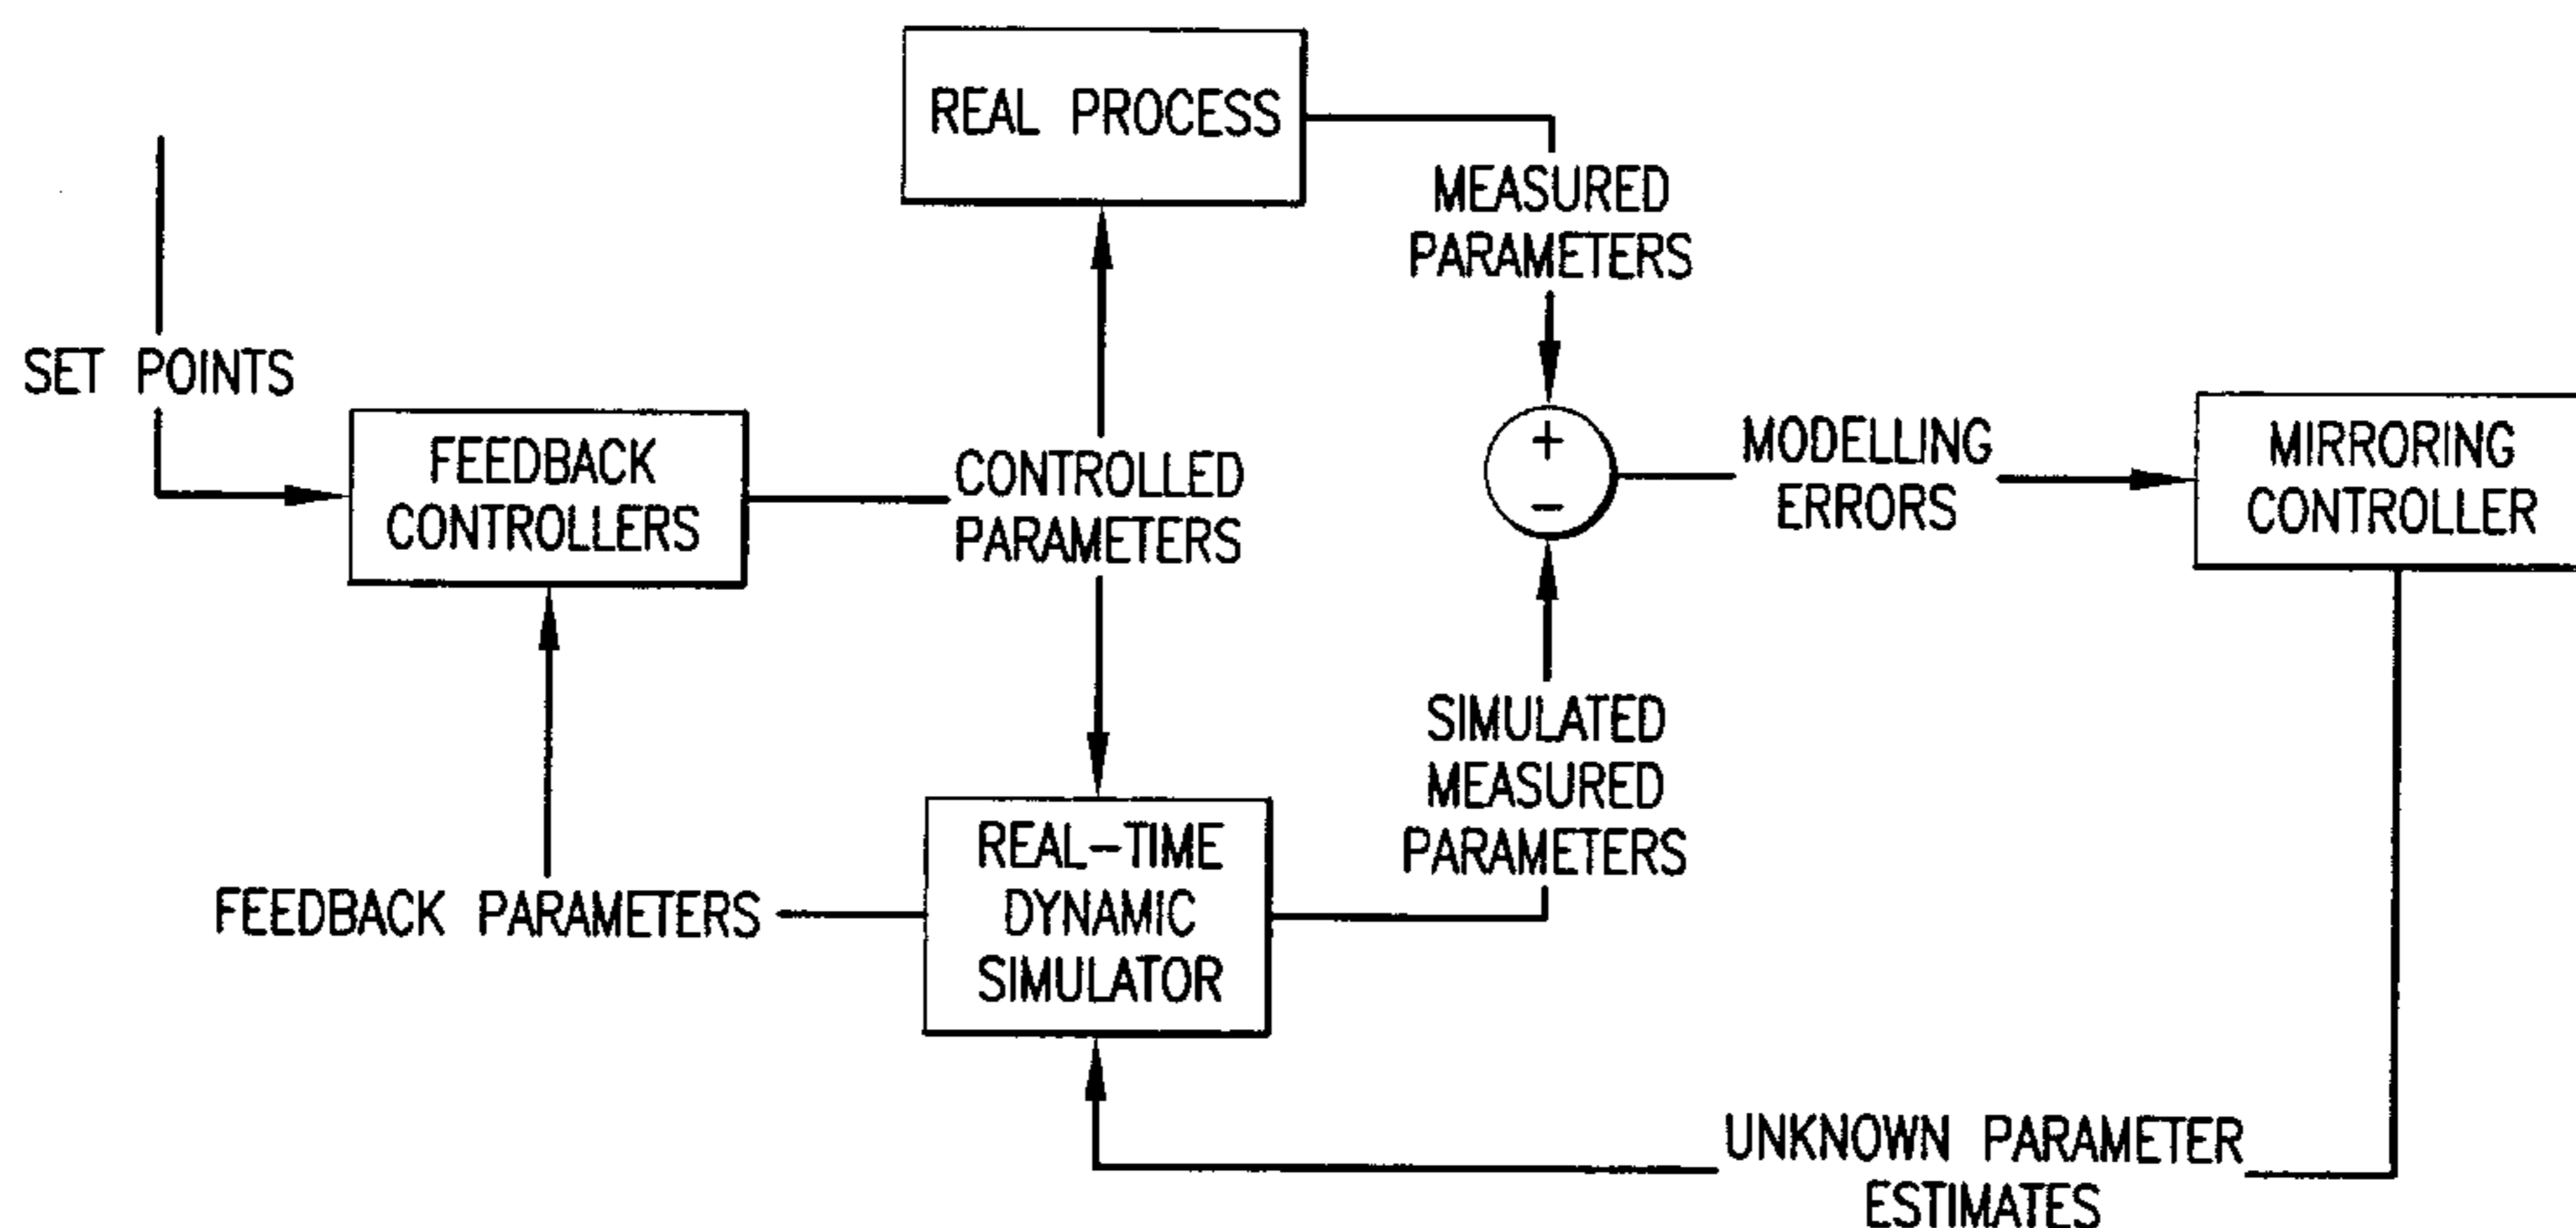 REAL PROCESS
MEASURED
PARAMETERS
SET POINTS
FEEDBACK
CONTROLLERS
CONTROLLED
PARAMETERS
+
−
MODELLING
ERRORS
MIRRORING
CONTROLLER
SIMULATED
MEASURED
PARAMETERS
FEEDBACK PARAMETERS
REAL-TIME
DYNAMIC
SIMULATOR
UNKNOWN PARAMETER
ESTIMATES